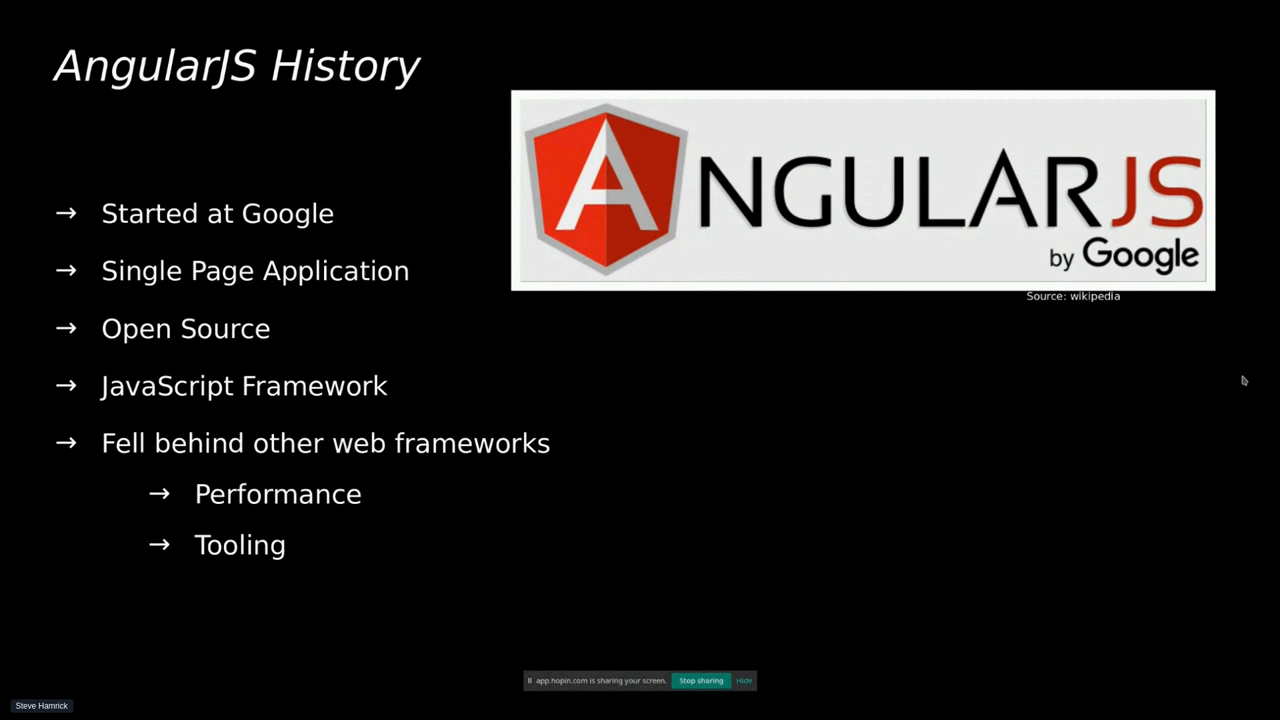 AngularJS History
ANGULARJS
by Google
Source: wikipedia
→ Started at Google
→ Single Page Application
→ Open Source
→ JavaScript Framework
→ Fell behind other web frameworks
→ Performance
→ Tooling
app.hopin.com is sharing your screen. Stop sharing Hide
Steve Hamrick